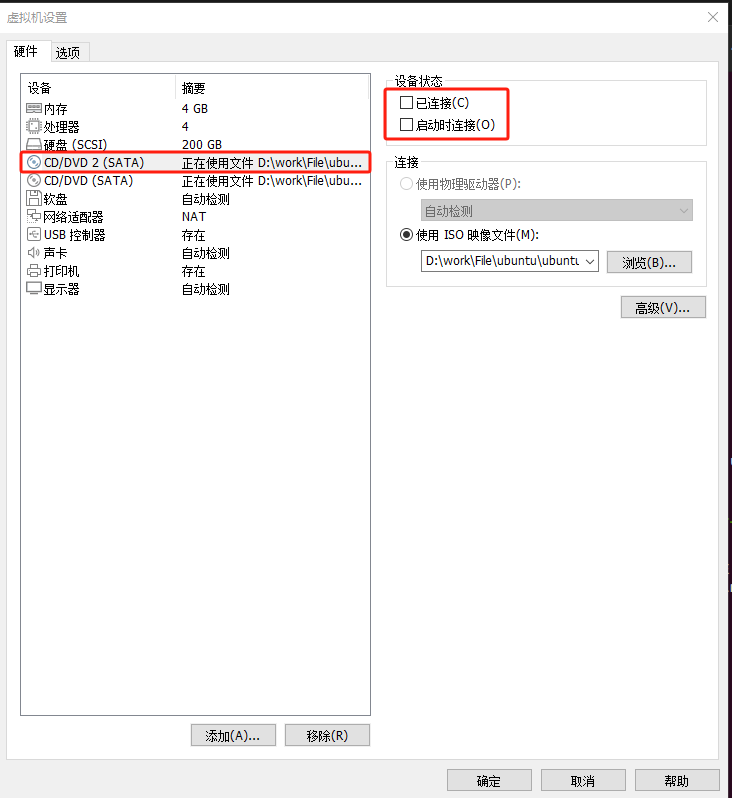 虚拟机设置
硬件 选项
设备 摘要
内存 4 GB
处理器 4
硬盘 (SCSI) 200 GB
CD/DVD 2 (SATA) 正在使用文件 D:\work\File\ubu...
CD/DVD (SATA) 正在使用文件 D:\work\File\ubu...
软盘 自动检测
网络适配器 NAT
USB 控制器 存在
声卡 自动检测
打印机 存在
显示器 自动检测
添加(A)... 移除(R)
设备状态
已连接(C)
启动时连接(O)
连接
使用物理驱动器(P):
自动检测
使用 ISO 映像文件(M):
D:\work\File\ubuntu\ubuntu 浏览(B)...
高级(V)...
确定 取消 帮助